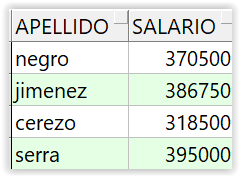 APELLIDO SALARIO
negro 370500
jimenez 386750
cerezo 318500
serra 395000